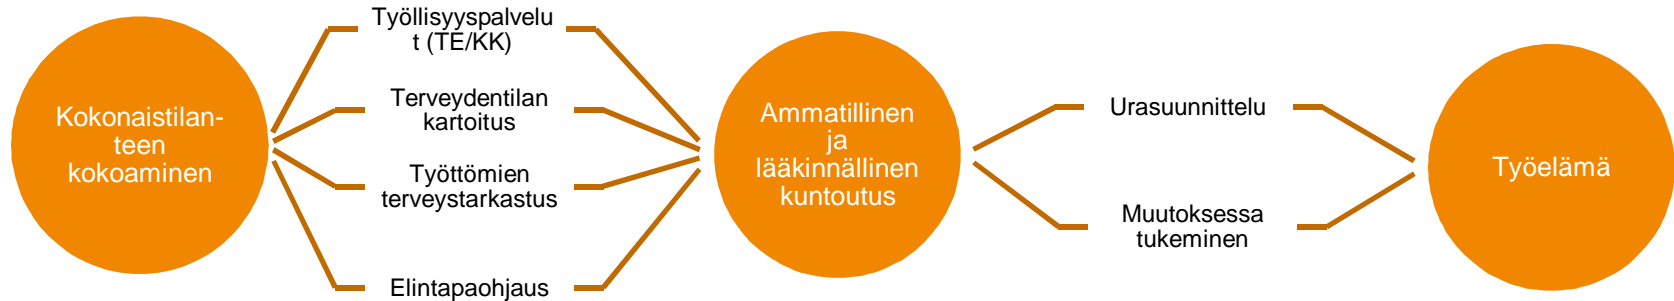 Kokonaistilan-
teen
kokoaminen
Työllisyyspalvelu
t (TE/KK)
Terveydentilan
kartoitus
Työttömien
terveystarkastus
Elintapaohjaus
Ammatillinen
ja
lääkinnällinen
kuntoutus
Urasuunnittelu
Muutoksessa
tukeminen
Työelämä